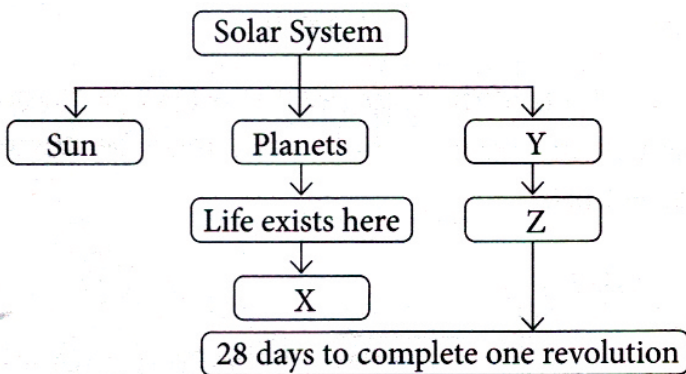 Solar System
Sun
Planets
Y
Life exists here
Z
X
28 days to complete one revolution